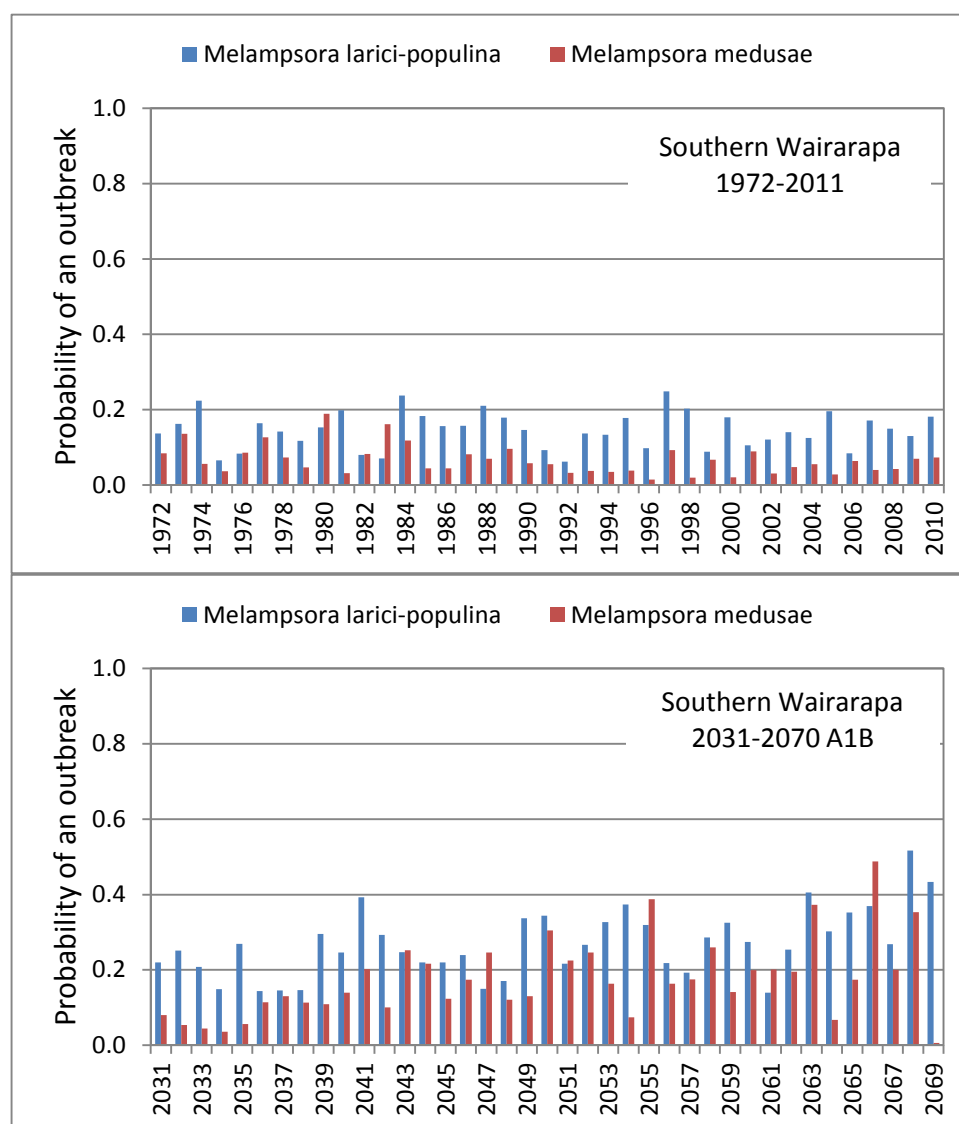 Melampsora larici-populina Melampsora medusae
Probability of an outbreak
1.0
0.8
0.6
0.4
0.2
0.0
Southern Wairarapa
1972-2011
1972 1974 1976 1978 1980 1982 1984 1986 1988 1990 1992 1994 1996 1998 2000 2002 2004 2006 2008 2010
Melampsora larici-populina Melampsora medusae
Probability of an outbreak
1.0
0.8
0.6
0.4
0.2
0.0
Southern Wairarapa
2031-2070 A1B
2031 2033 2035 2037 2039 2041 2043 2045 2047 2049 2051 2053 2055 2057 2059 2061 2063 2065 2067 2069